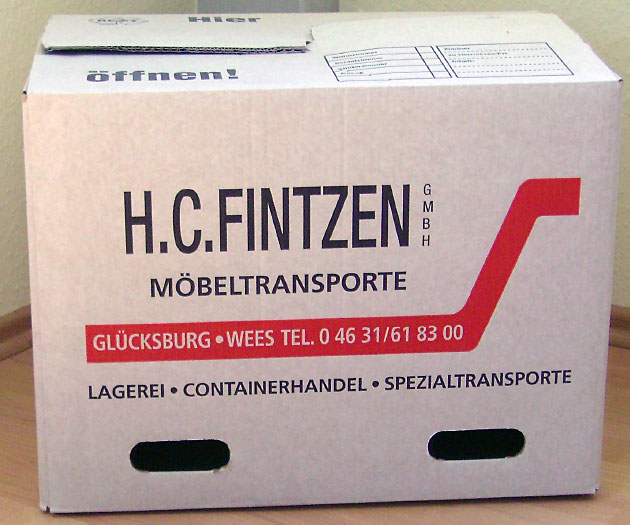 Hier
öffnen!
H.C.FINTZEN GMBH
MÖBELTRANSPORTE
GLÜCKSBURG • WEES TEL. 0 46 31/61 83 00
LAGEREI • CONTAINERHANDEL • SPEZIALTRANSPORTE